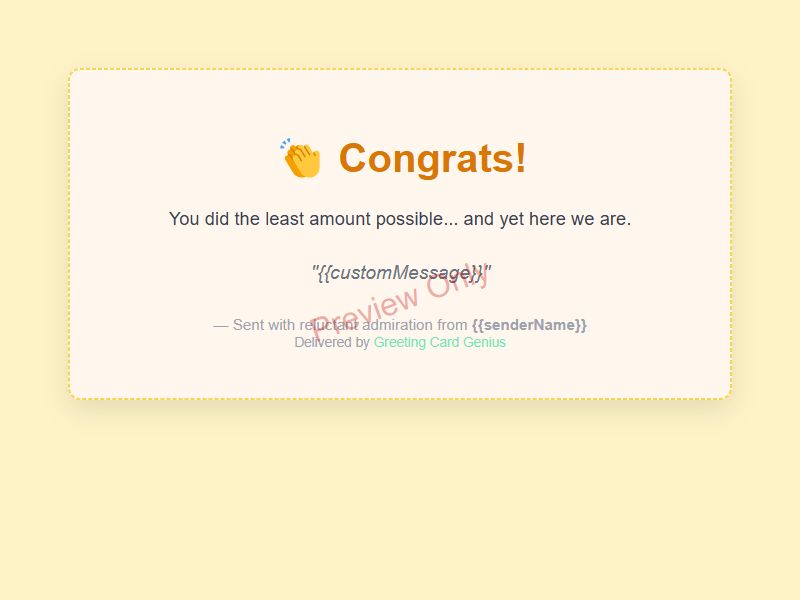 👏 Congrats!
You did the least amount possible... and yet here we are.
"{{customMessage}}"
Preview Only
— Sent with reluctant admiration from {{senderName}}
Delivered by Greeting Card Genius